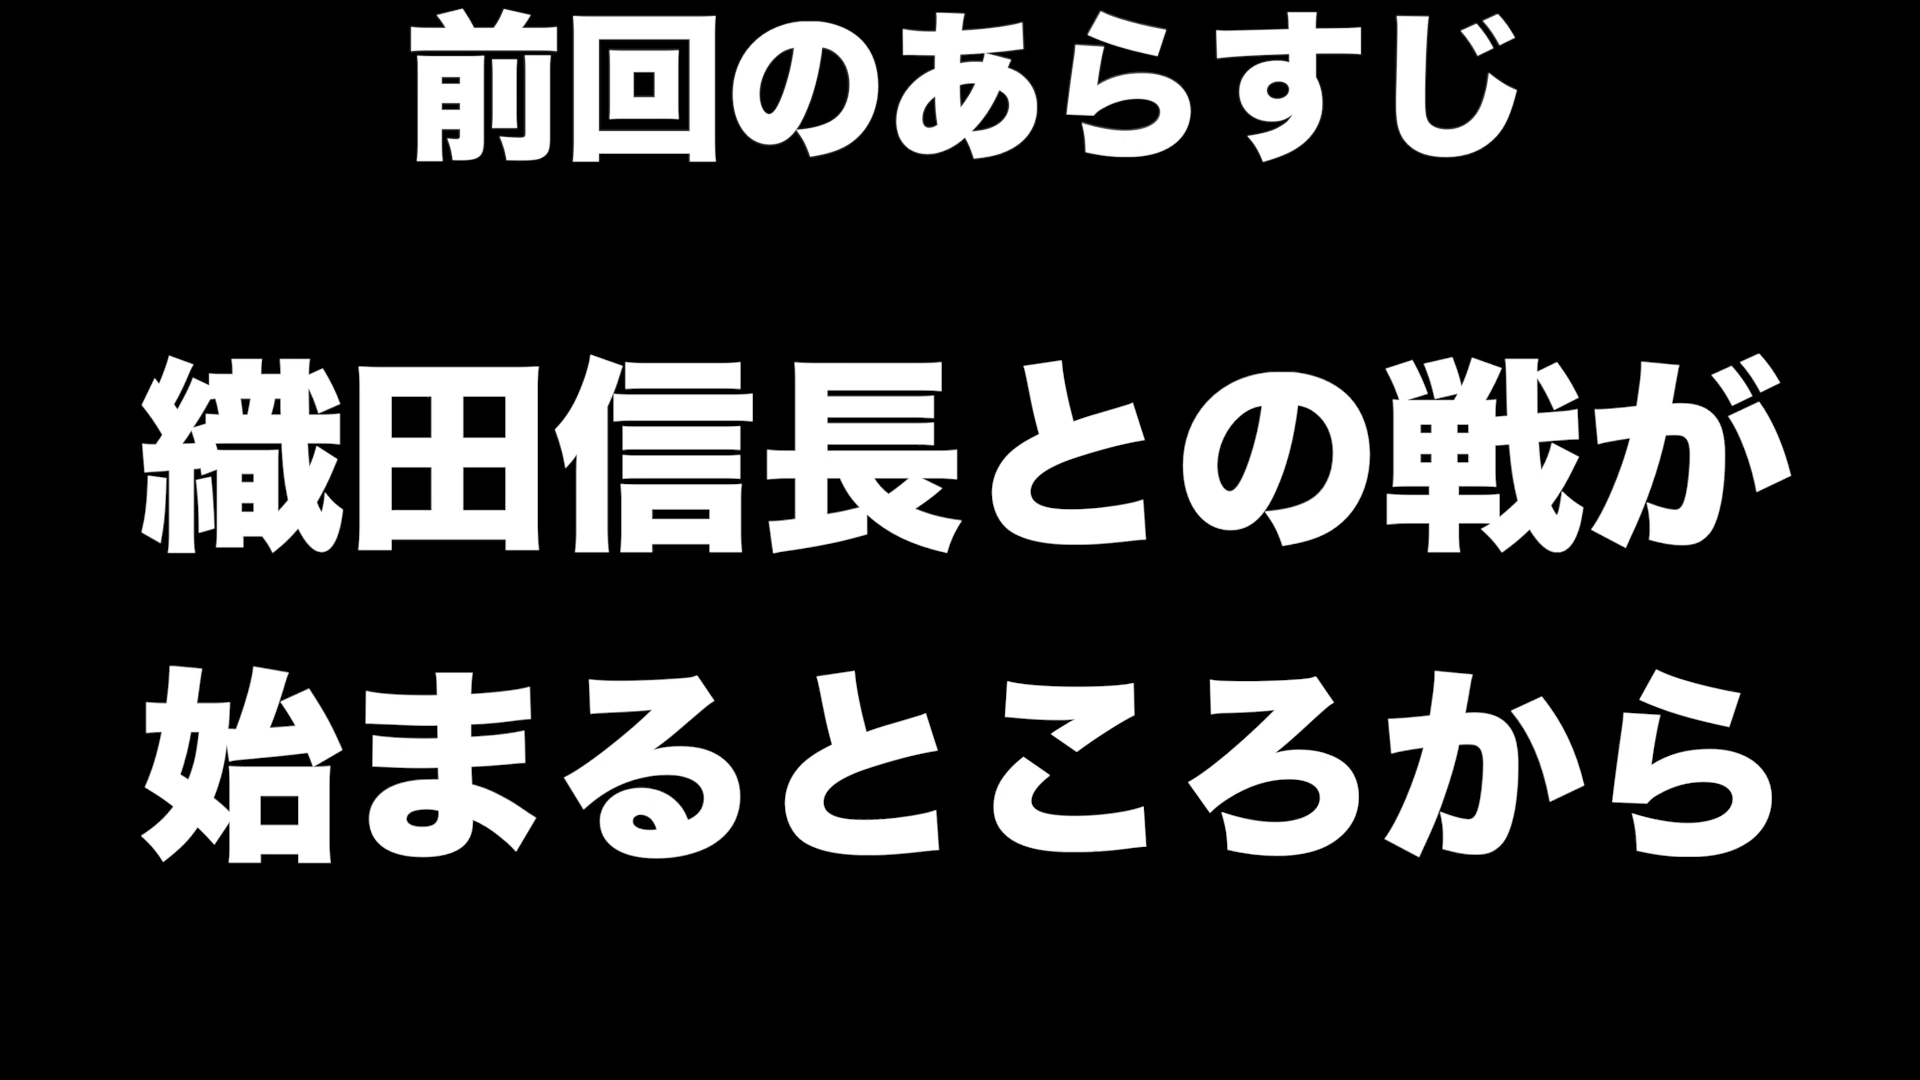 前回のあらすじ
織田信長との戦が
始まるところから